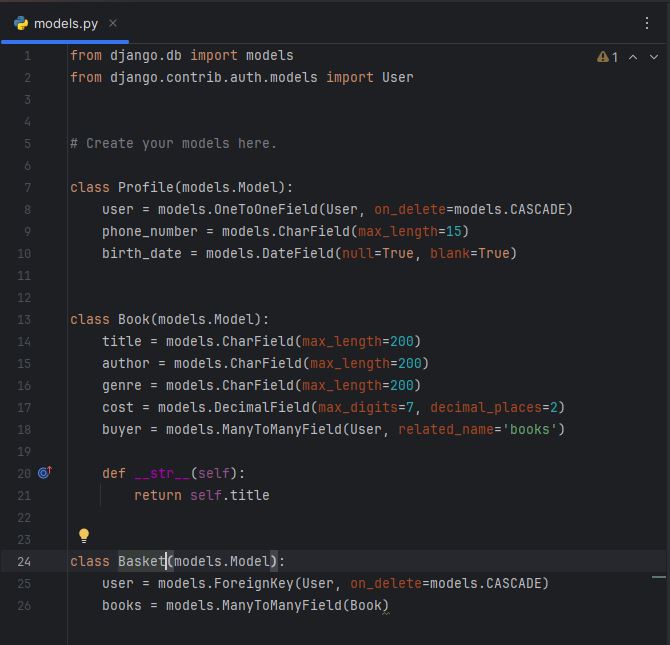 models.py
1
1 from django.db import models
2 from django.contrib.auth.models import User
3
4
5 # Create your models here.
6
7 class Profile(models.Model):
8     user = models.OneToOneField(User, on_delete=models.CASCADE)
9     phone_number = models.CharField(max_length=15)
10     birth_date = models.DateField(null=True, blank=True)
11
12
13 class Book(models.Model):
14     title = models.CharField(max_length=200)
15     author = models.CharField(max_length=200)
16     genre = models.CharField(max_length=200)
17     cost = models.DecimalField(max_digits=7, decimal_places=2)
18     buyer = models.ManyToManyField(User, related_name='books')
19
20     def __str__(self):
21         return self.title
22
23
24 class Basket(models.Model):
25     user = models.ForeignKey(User, on_delete=models.CASCADE)
26     books = models.ManyToManyField(Book)